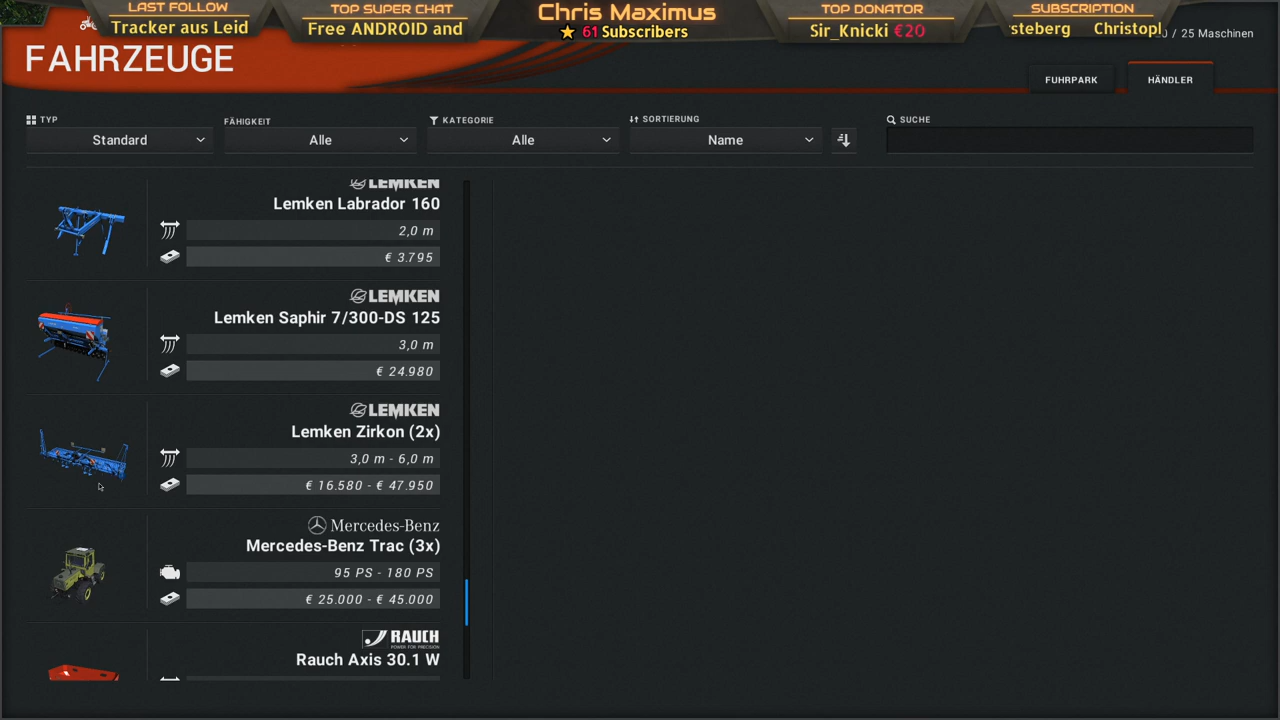 LAST FOLLOW
Tracker aus Leid
TOP SUPER CHAT
Free ANDROID and
Chris Maximus
61 Subscribers
TOP DONATOR
Sir_Knicki €20
SUBSCRIPTION
steberg Christopl
/ 25 Maschinen
FAHRZEUGE
FUHRPARK
HÄNDLER
TYP
FÄHIGKEIT
KATEGORIE
SORTIERUNG
SUCHE
Standard
Alle
Alle
Name
LEMKEN
Lemken Labrador 160
2,0 m
€ 3.795
LEMKEN
Lemken Saphir 7/300-DS 125
3,0 m
€ 24.980
LEMKEN
Lemken Zirkon (2x)
3,0 m - 6,0 m
€ 16.580 - € 47.950
Mercedes-Benz
Mercedes-Benz Trac (3x)
95 PS - 180 PS
€ 25.000 - € 45.000
RAUCH
POWER FOR PRECISION
Rauch Axis 30.1 W